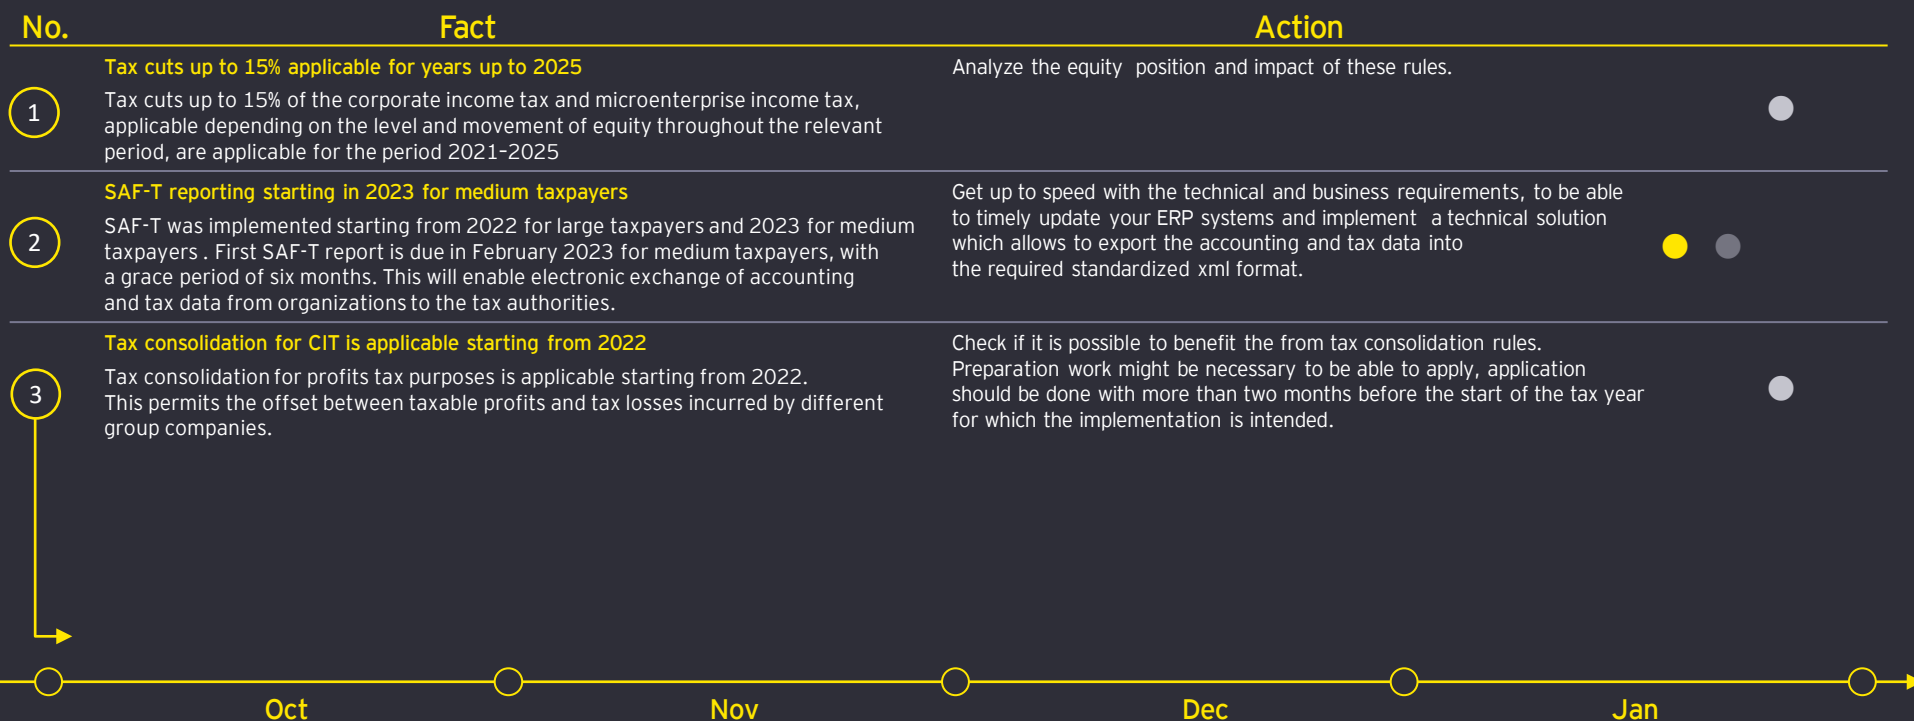 No.
Fact
Action
1
Tax cuts up to 15% applicable for years up to 2025
Tax cuts up to 15% of the corporate income tax and microenterprise income tax,
applicable depending on the level and movement of equity throughout the relevant
period, are applicable for the period 2021–2025
Analyze the equity position and impact of these rules.
2
SAF-T reporting starting in 2023 for medium taxpayers
SAF-T was implemented starting from 2022 for large taxpayers and 2023 for medium
taxpayers . First SAF-T report is due in February 2023 for medium taxpayers, with
a grace period of six months. This will enable electronic exchange of accounting
and tax data from organizations to the tax authorities.
Get up to speed with the technical and business requirements, to be able
to timely update your ERP systems and implement a technical solution
which allows to export the accounting and tax data into
the required standardized xml format.
3
Tax consolidation for CIT is applicable starting from 2022
Tax consolidation for profits tax purposes is applicable starting from 2022.
This permits the offset between taxable profits and tax losses incurred by different
group companies.
Check if it is possible to benefit the from tax consolidation rules.
Preparation work might be necessary to be able to apply, application
should be done with more than two months before the start of the tax year
for which the implementation is intended.
Oct
Nov
Dec
Jan